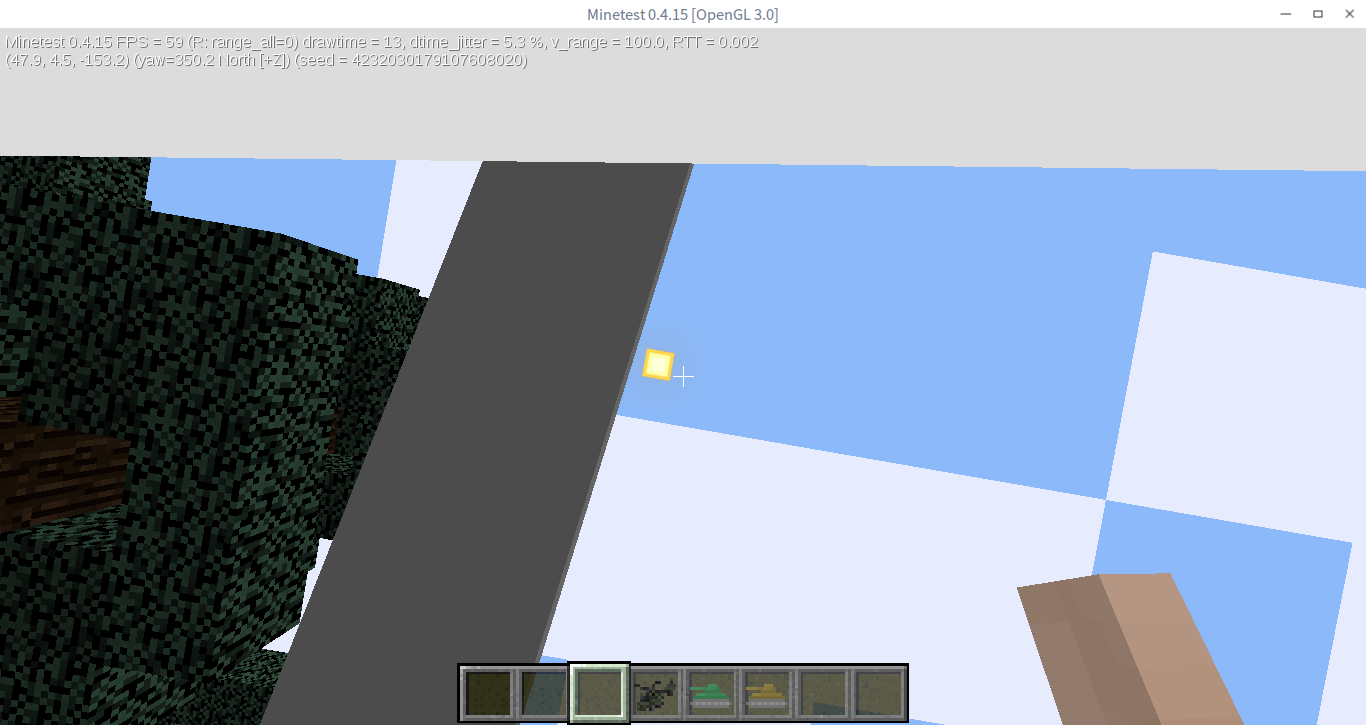 Minetest 0.4.15 [OpenGL 3.0]
Minetest 0.4.15 FPS = 59 (R: range_all=0) drawtime = 13, dtime_jitter = 5.3 %, v_range = 100.0, RTT = 0.002
(47.9, 4.5, -153.2) (yaw=350.2 North [+Z]) (seed = 4232030179107608020)